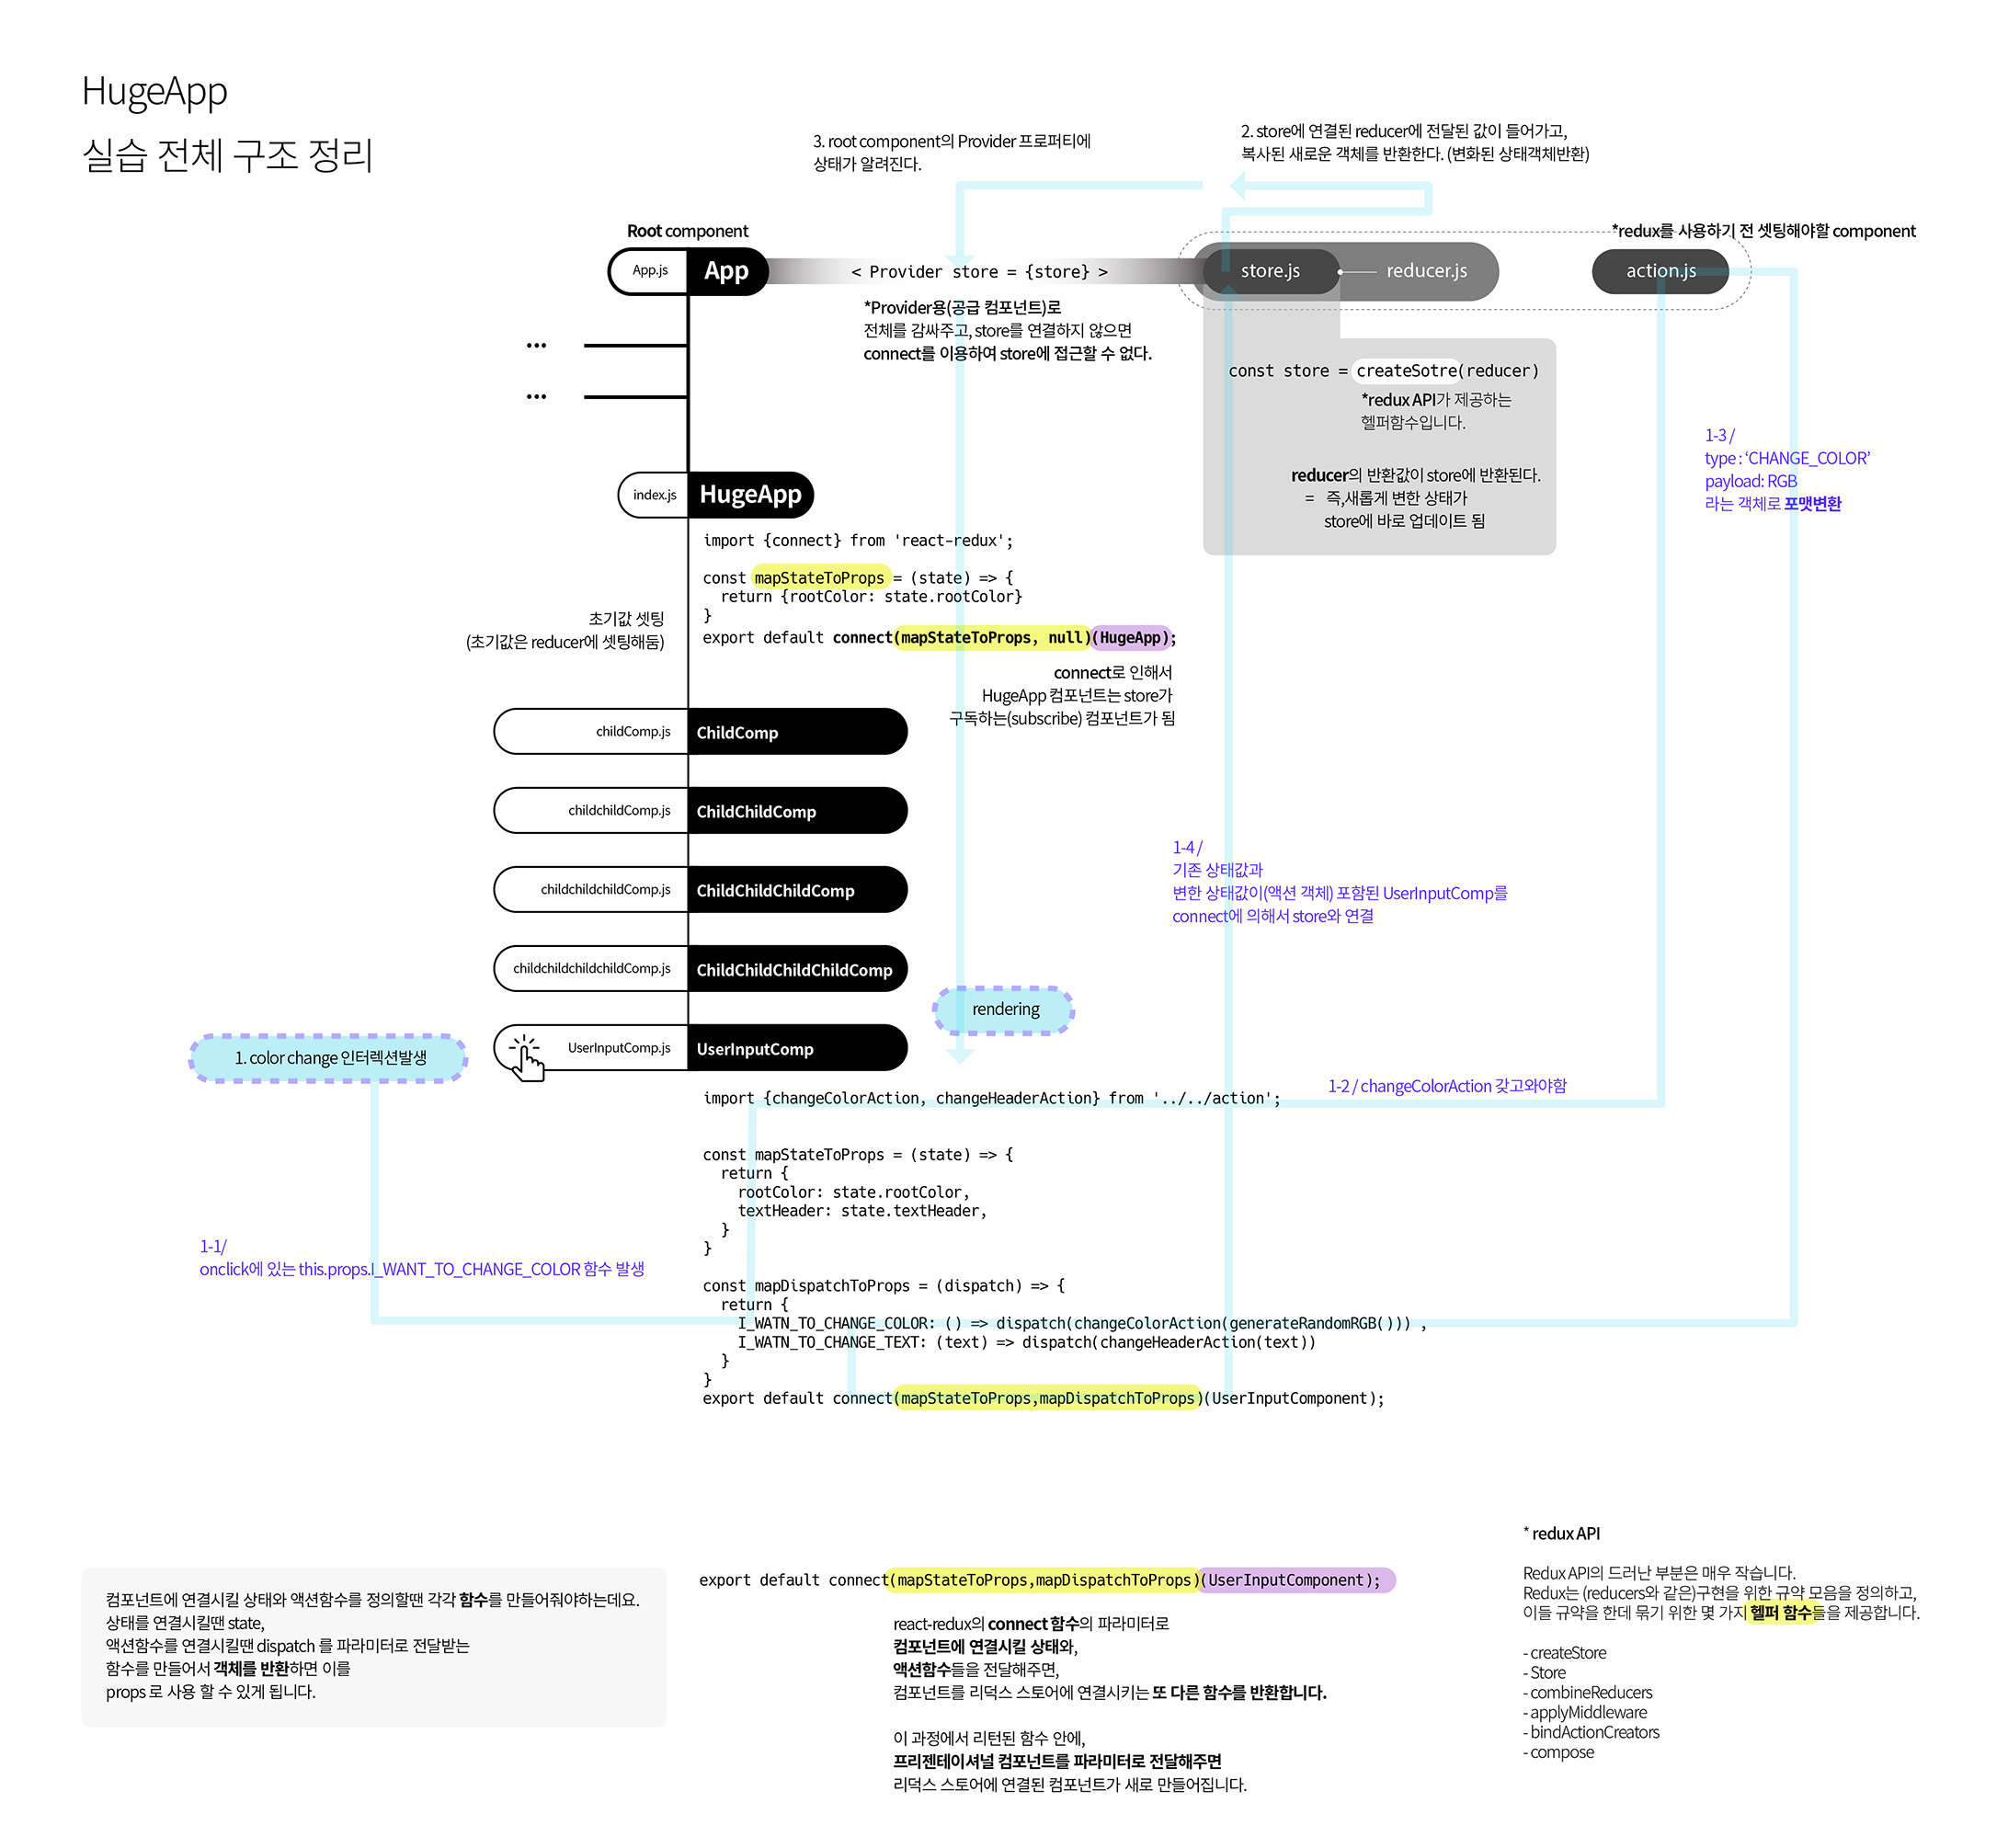 HugeApp
실습 전체 구조 정리
3. root component의 Provider 프로퍼티에
상태가 알려진다.
2. store에 연결된 reducer에 전달된 값이 들어가고,
복사된 새로운 객체를 반환한다. (변화된 상태객체반환)
Root component
*redux를 사용하기 전 셋팅해야할 component
App.js
App
< Provider store = {store} >
store.js
reducer.js
action.js
*Provider용(공급 컴포넌트)로
전체를 감싸주고, store를 연결하지 않으면
connect를 이용하여 store에 접근할 수 없다.
...
...
const store = createSotre(reducer)
*redux API가 제공하는
헬퍼함수입니다.
reducer의 반환값이 store에 반환된다.
= 즉,새롭게 변한 상태가
store에 바로 업데이트 됨
1-3 /
type : ‘CHANGE_COLOR’
payload: RGB
라는 객체로 포맷변환
index.js
HugeApp
import {connect} from 'react-redux';
const mapStateToProps = (state) => {
return {rootColor: state.rootColor}
}
export default connect(mapStateToProps, null)(HugeApp);
초기값 셋팅
(초기값은 reducer에 셋팅해둠)
connect로 인해서
HugeApp 컴포넌트는 store가
구독하는(subscribe) 컴포넌트가 됨
childComp.js
ChildComp
childchildComp.js
ChildChildComp
childchildchildComp.js
ChildChildChildComp
childchildchildchildComp.js
ChildChildChildChildComp
1-4 /
기존 상태값과
변한 상태값이(액션 객체) 포함된 UserInputComp를
connect에 의해서 store와 연결
rendering
1. color change 인터렉션발생
UserInputComp.js
UserInputComp
1-2 / changeColorAction 갖고와야함
import {changeColorAction, changeHeaderAction} from '../../action';
const mapStateToProps = (state) => {
return {
rootColor: state.rootColor,
textHeader: state.textHeader,
}
}
1-1/
onclick에 있는 this.props.I_WANT_TO_CHANGE_COLOR 함수 발생
const mapDispatchToProps = (dispatch) => {
return {
I_WATN_TO_CHANGE_COLOR: () => dispatch(changeColorAction(generateRandomRGB())) ,
I_WATN_TO_CHANGE_TEXT: (text) => dispatch(changeHeaderAction(text))
}
}
export default connect(mapStateToProps,mapDispatchToProps)(UserInputComponent);
컴포넌트에 연결시킬 상태와 액션함수를 정의할땐 각각 함수를 만들어줘야하는데요.
상태를 연결시킬땐 state,
액션함수를 연결시킬땐 dispatch 를 파라미터로 전달받는
함수를 만들어서 객체를 반환하면 이를
props 로 사용 할 수 있게 됩니다.
export default connect(mapStateToProps,mapDispatchToProps)(UserInputComponent);
react-redux의 connect 함수의 파라미터로
컴포넌트에 연결시킬 상태와,
액션함수들을 전달해주면,
컴포넌트를 리덕스 스토어에 연결시키는 또 다른 함수를 반환합니다.
이 과정에서 리턴된 함수 안에,
프리젠테이셔널 컴포넌트를 파라미터로 전달해주면
리덕스 스토어에 연결된 컴포넌트가 새로 만들어집니다.
* redux API
Redux API의 드러난 부분은 매우 작습니다.
Redux는 (reducers와 같은)구현을 위한 규약 모음을 정의하고,
이들 규약을 한데 묶기 위한 몇 가지 헬퍼 함수들을 제공합니다.
- createStore
- Store
- combineReducers
- applyMiddleware
- bindActionCreators
- compose